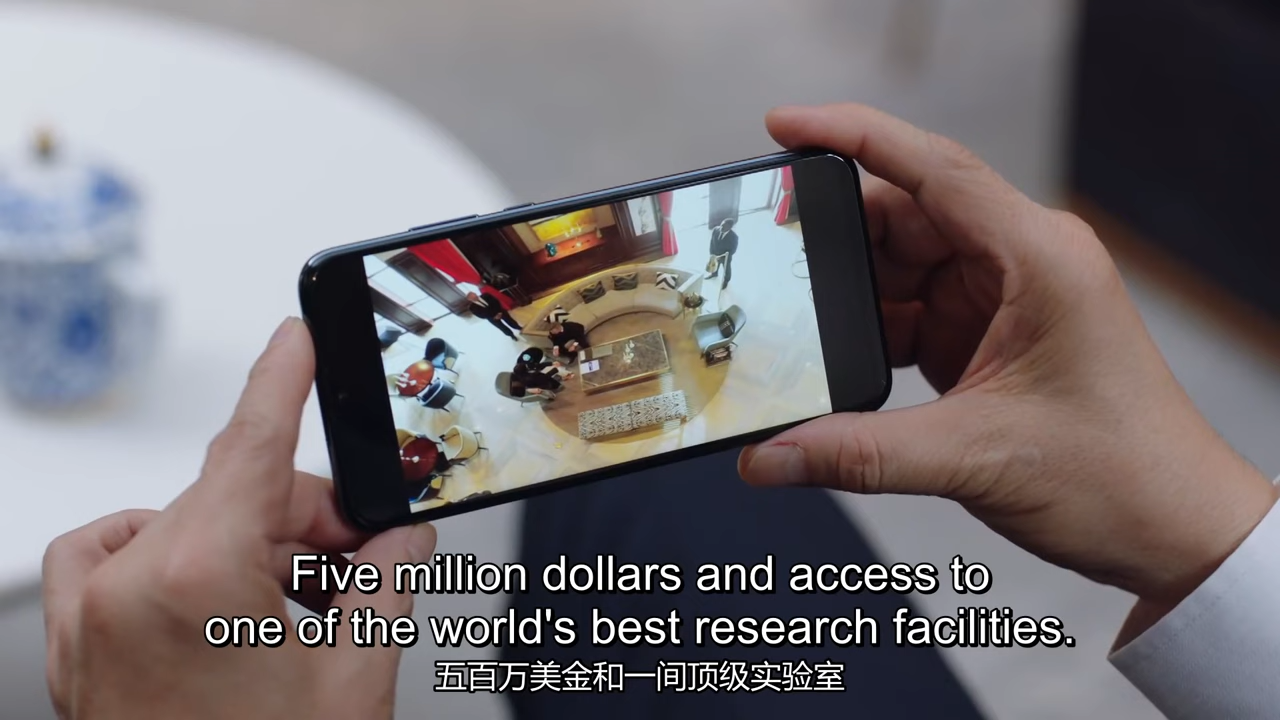 Five million dollars and access to
one of the world's best research facilities.
五百万美金和一间顶级实验室